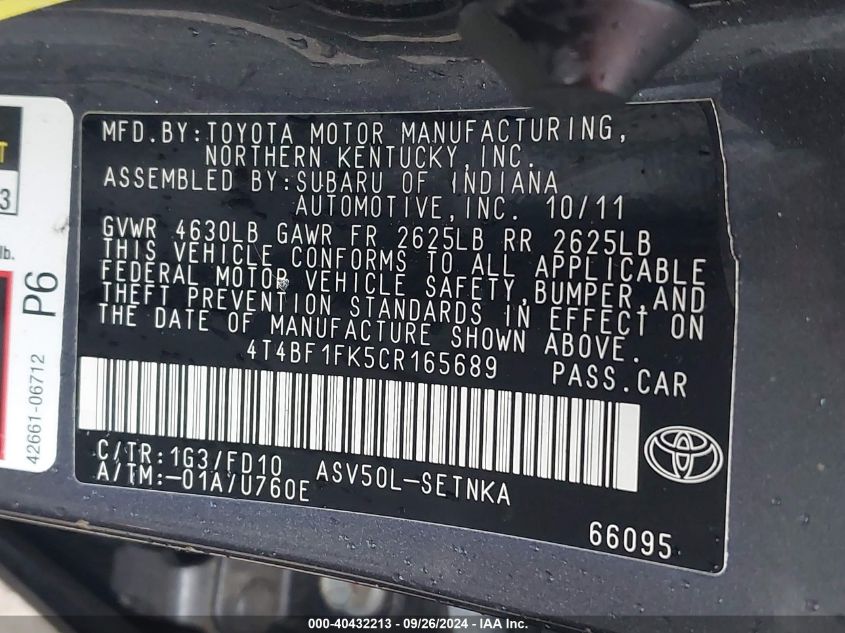 MFD.BY:TOYOTA MOTOR MANUFACTURING,
NORTHERN KENTUCKY,INC.
ASSEMBLED BY:SUBARU OF INDIANA
AUTOMOTIVE,INC. 10/11
GVWR 4630LB GAWR FR 2625LB RR 2625LB
THIS VEHICLE CONFORMS TO ALL APPLICABLE
FEDERAL MOTOR VEHICLE SAFETY,BUMPER,AND
THEFT PREVENTION STANDARDS IN EFFECT ON
THE DATE OF MANUFACTURE SHOWN ABOVE.
4T4BF1FK5CR165689 PASS.CAR
C/TR:1G3/FD10 ASV50L-SETNKA
A/TM:-01A/U760E
66095
T
3
lb.
P6
42661-06712
000-40432213 - 09/26/2024 - IAA Inc.